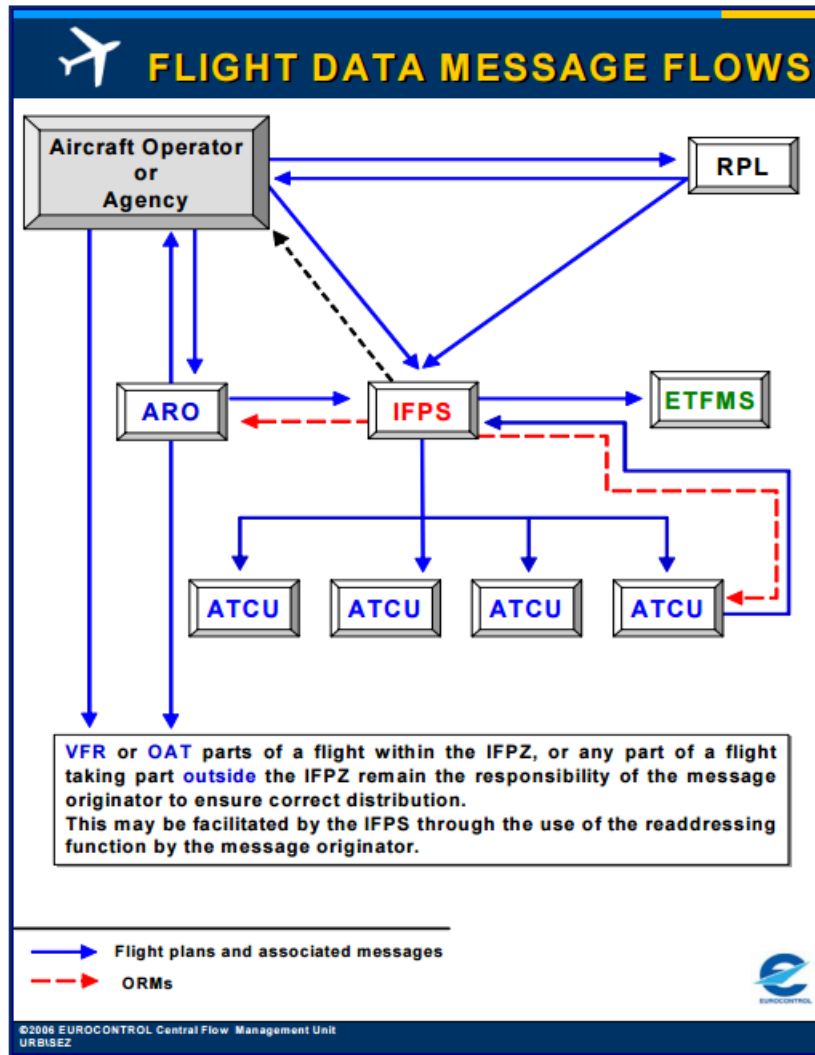 FLIGHT DATA MESSAGE FLOWS
Aircraft Operator
or
Agency
RPL
ARO
IFPS
ETFMS
ATCU
ATCU
ATCU
ATCU
VFR or OAT parts of a flight within the IFPZ, or any part of a flight
taking part outside the IFPZ remain the responsibility of the message
originator to ensure correct distribution.
This may be facilitated by the IFPS through the use of the readdressing
function by the message originator.
Flight plans and associated messages
ORMs
EUROCONTROL
©2006 EUROCONTROL Central Flow Management Unit
URB\SEZ